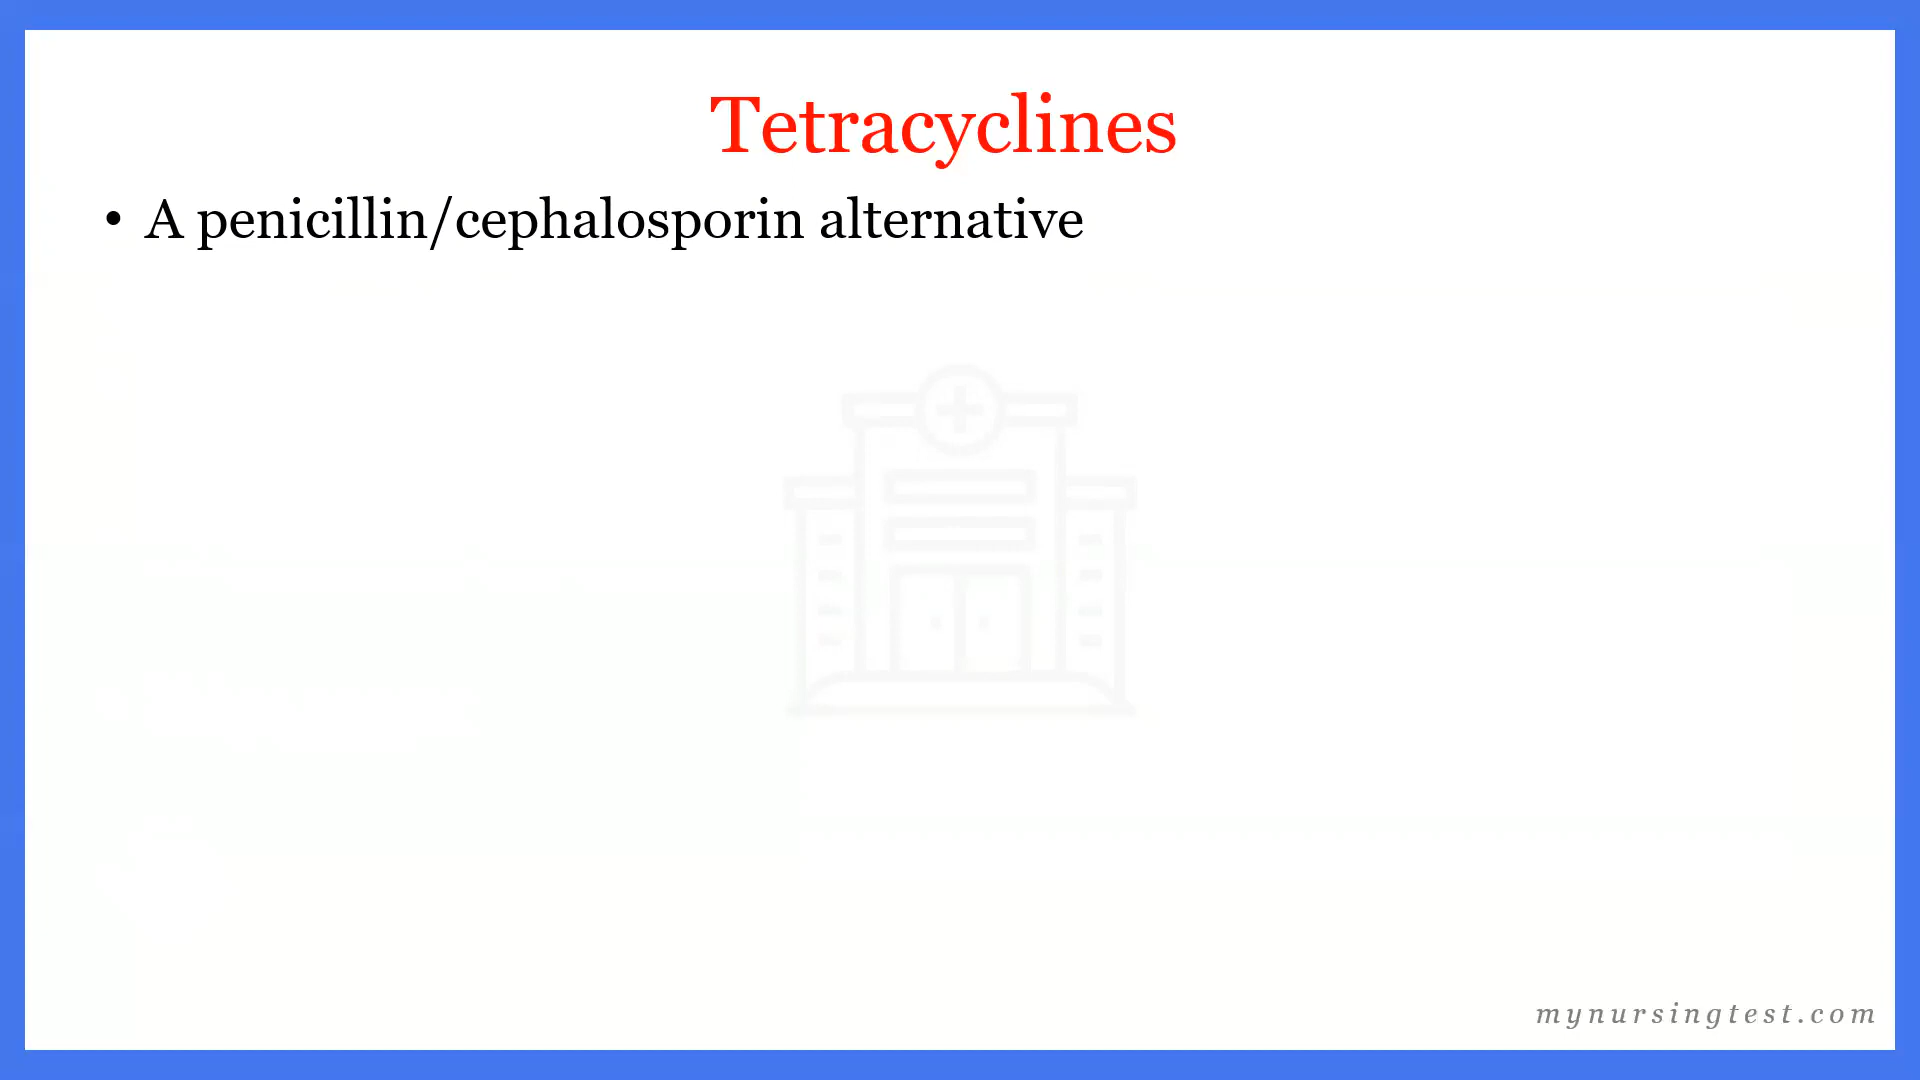 Tetracyclines
• A penicillin/cephalosporin alternative
mynursingtest.com